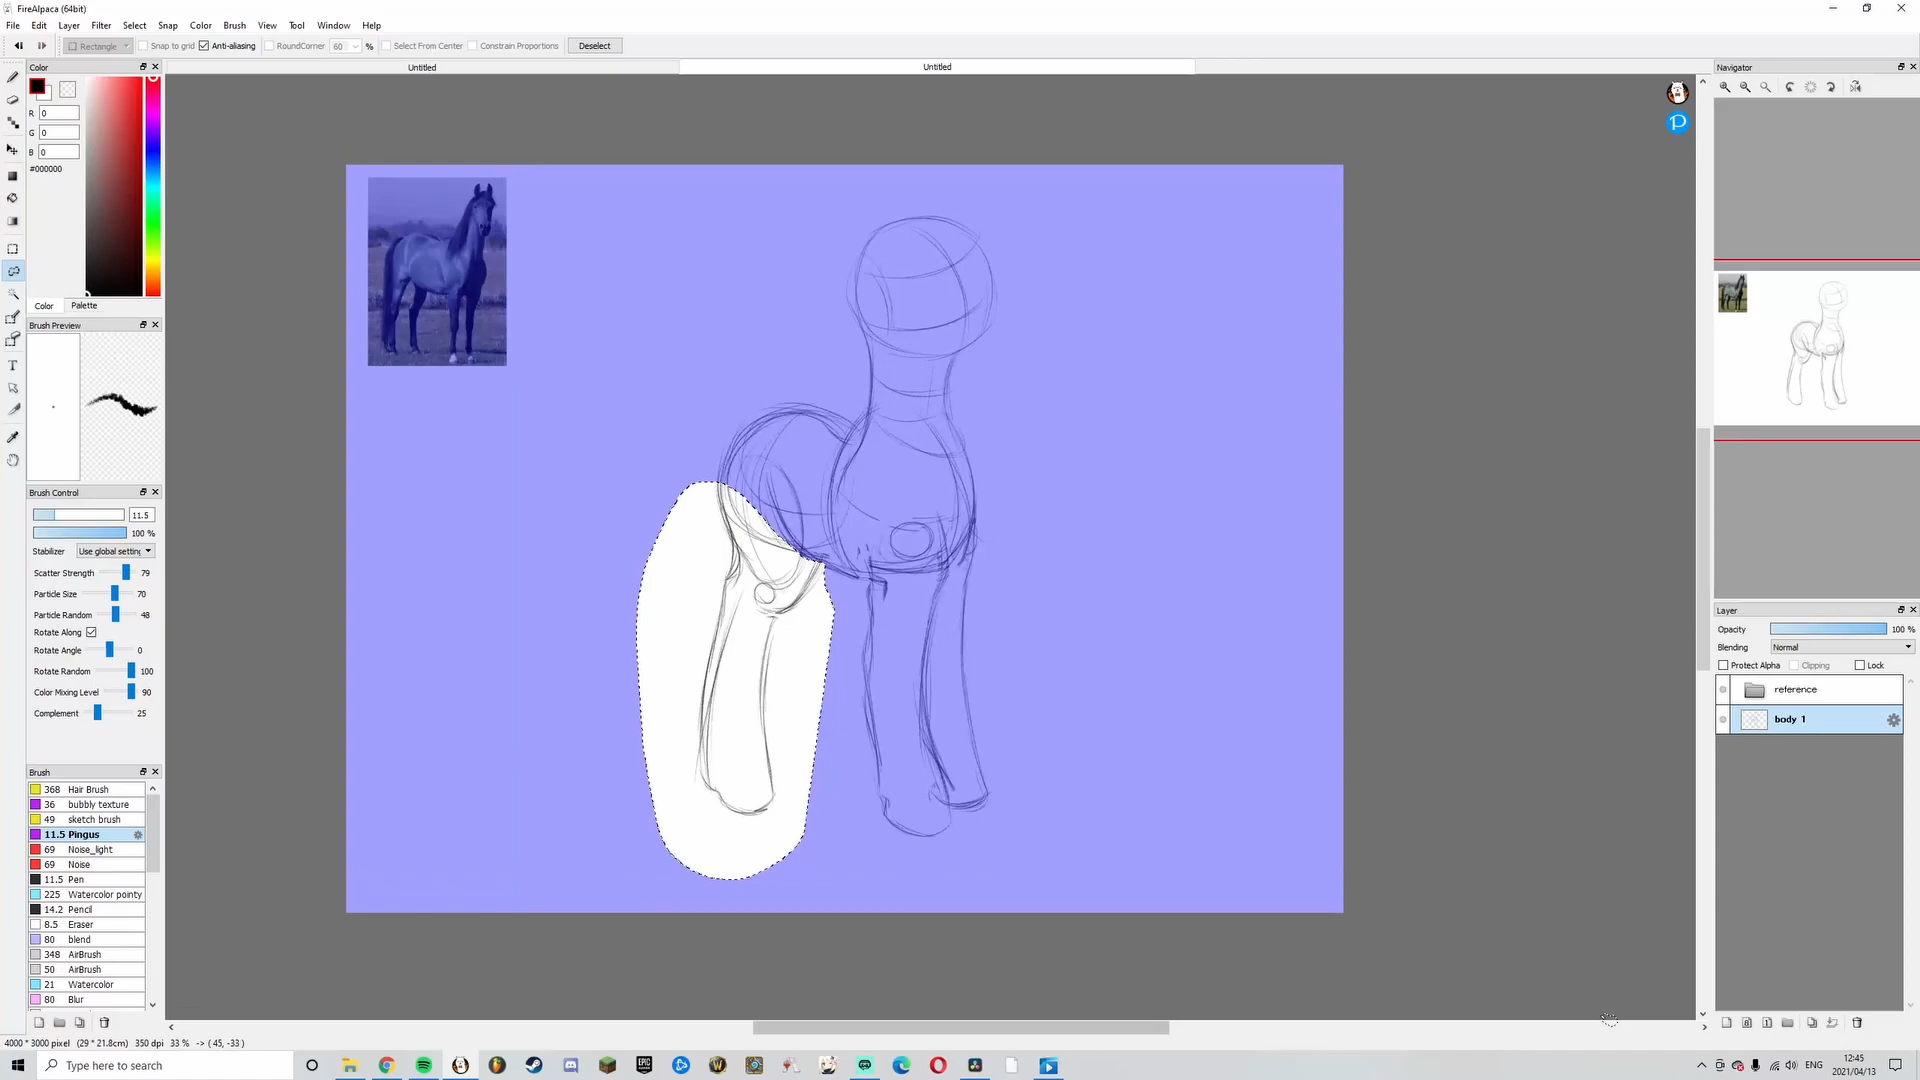 FireAlpaca (64bit)
File Edit Layer Filter Select Snap Color Brush View Tool Window Help
Rectangle Snap to grid Anti-aliasing RoundCorner 60 % Select From Center Constrain Proportions Deselect
Color
Untitled Untitled
Navigator
R 0
G 0
B 0
#000000
Color Palette
Brush Preview
Brush Control
11.5
100 %
Stabilizer Use global setting
Scatter Strength 79
Particle Size 70
Particle Random 48
Rotate Along
Rotate Angle 0
Rotate Random 100
Color Mixing Level 90
Complement 25
Brush
368 Hair Brush
36 bubbly texture
49 sketch brush
11.5 Pingus
69 Noise_light
69 Noise
11.5 Pen
225 Watercolor pointy
14.2 Pencil
8.5 Eraser
80 blend
348 AirBrush
50 AirBrush
21 Watercolor
80 Blur
Layer
Opacity 100 %
Blending Normal
Protect Alpha Clipping Lock
reference
body 1
4000 * 3000 pixel (29 * 21.8cm) 350 dpi 33 % -> ( 45, -33 )
Type here to search
EPIC GAMES
ENG
12:45
2021/04/13